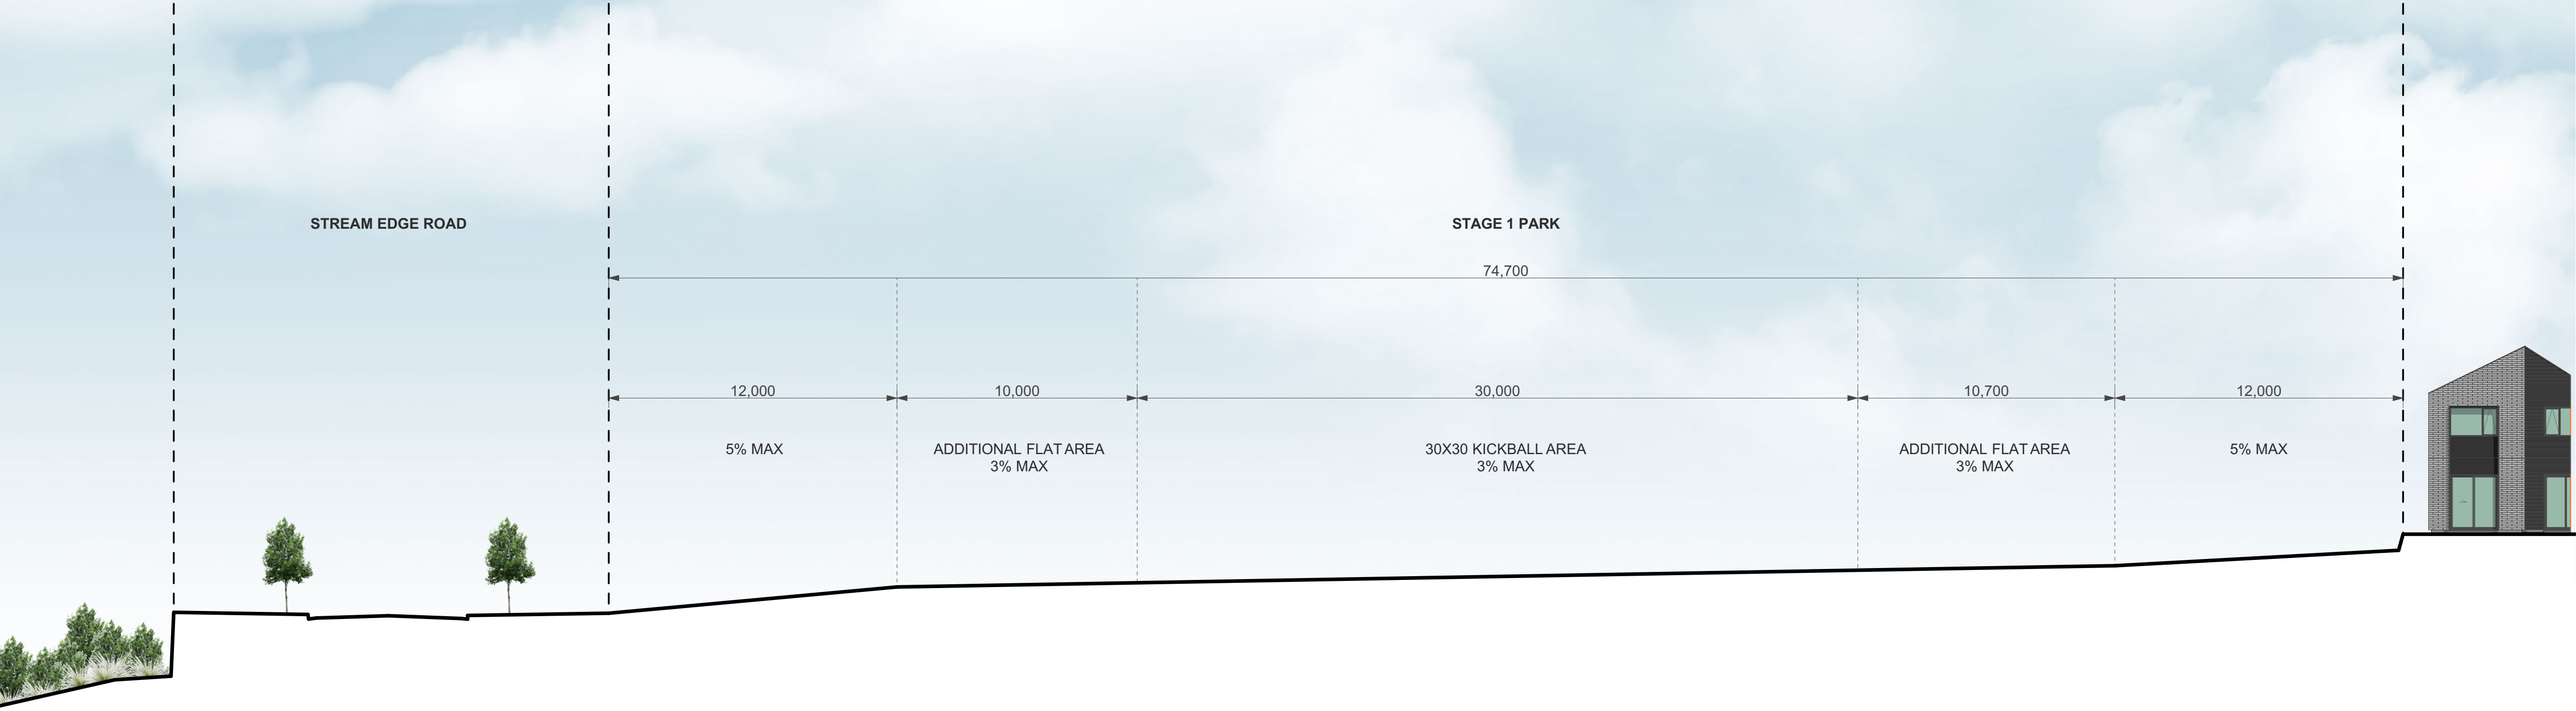 STREAM EDGE ROAD
STAGE 1 PARK
74,700
12,000
10,000
30,000
10,700
12,000
5% MAX
ADDITIONAL FLAT AREA
3% MAX
30X30 KICKBALL AREA
3% MAX
ADDITIONAL FLAT AREA
3% MAX
5% MAX